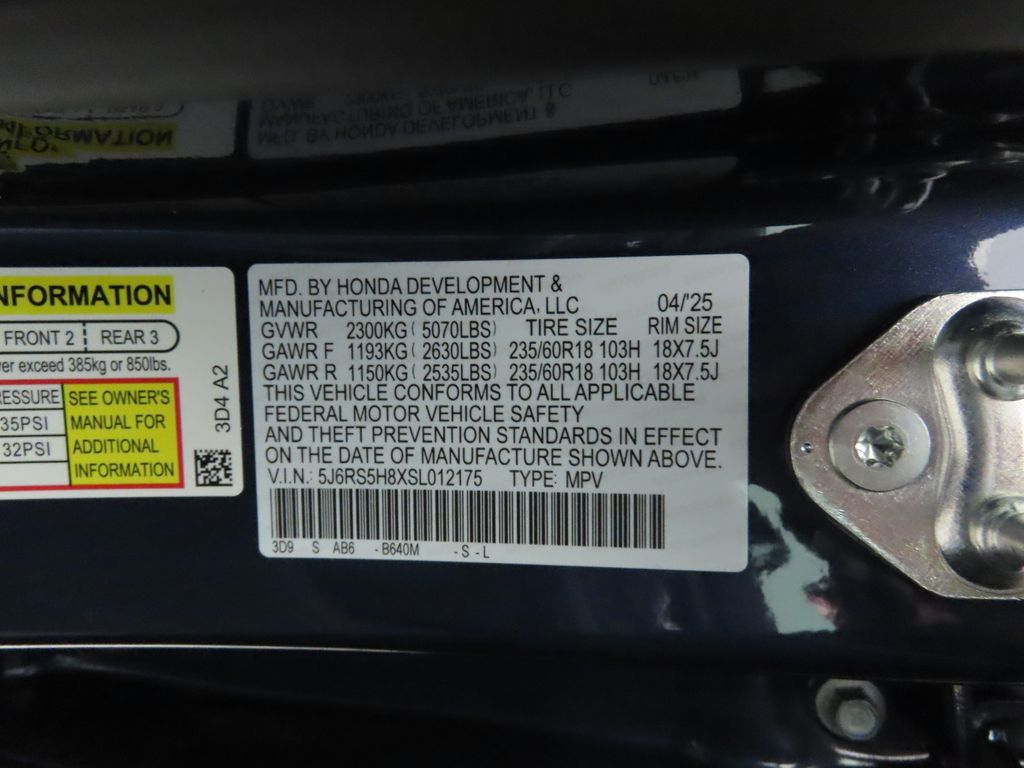 NFORMATION
FRONT 2 REAR 3
ver exceed 385kg or 850lbs.
RESSURE
35PSI
32PSI
SEE OWNER'S
MANUAL FOR
ADDITIONAL
INFORMATION
3D4 A2
MFD. BY HONDA DEVELOPMENT &
MANUFACTURING OF AMERICA, LLC 04/'25
GVWR 2300KG ( 5070LBS) TIRE SIZE RIM SIZE
GAWR F 1193KG ( 2630LBS) 235/60R18 103H 18X7.5J
GAWR R 1150KG ( 2535LBS) 235/60R18 103H 18X7.5J
THIS VEHICLE CONFORMS TO ALL APPLICABLE
FEDERAL MOTOR VEHICLE SAFETY
AND THEFT PREVENTION STANDARDS IN EFFECT
ON THE DATE OF MANUFACTURE SHOWN ABOVE.
V.I.N.: 5J6RS5H8XSL012175 TYPE: MPV
3D9 S AB6 -B640M -S-L